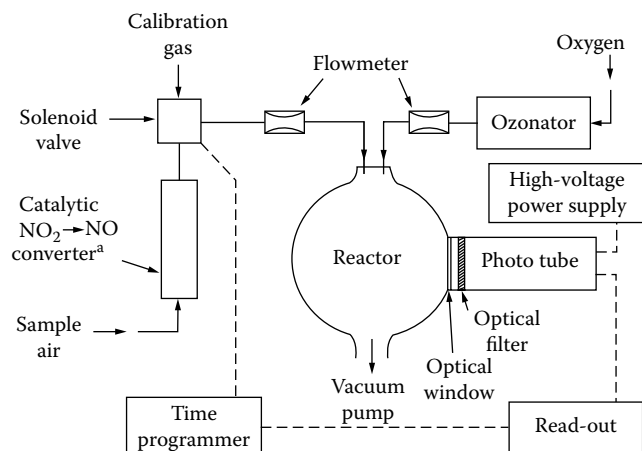 Calibration
gas
Oxygen
Flowmeter
Solenoid
valve
Ozonator
High-voltage
power supply
Catalytic
NO₂→NO
converterᵃ
Reactor
Photo tube
Sample
air
Optical
filter
Optical
window
Vacuum
pump
Time
programmer
Read-out